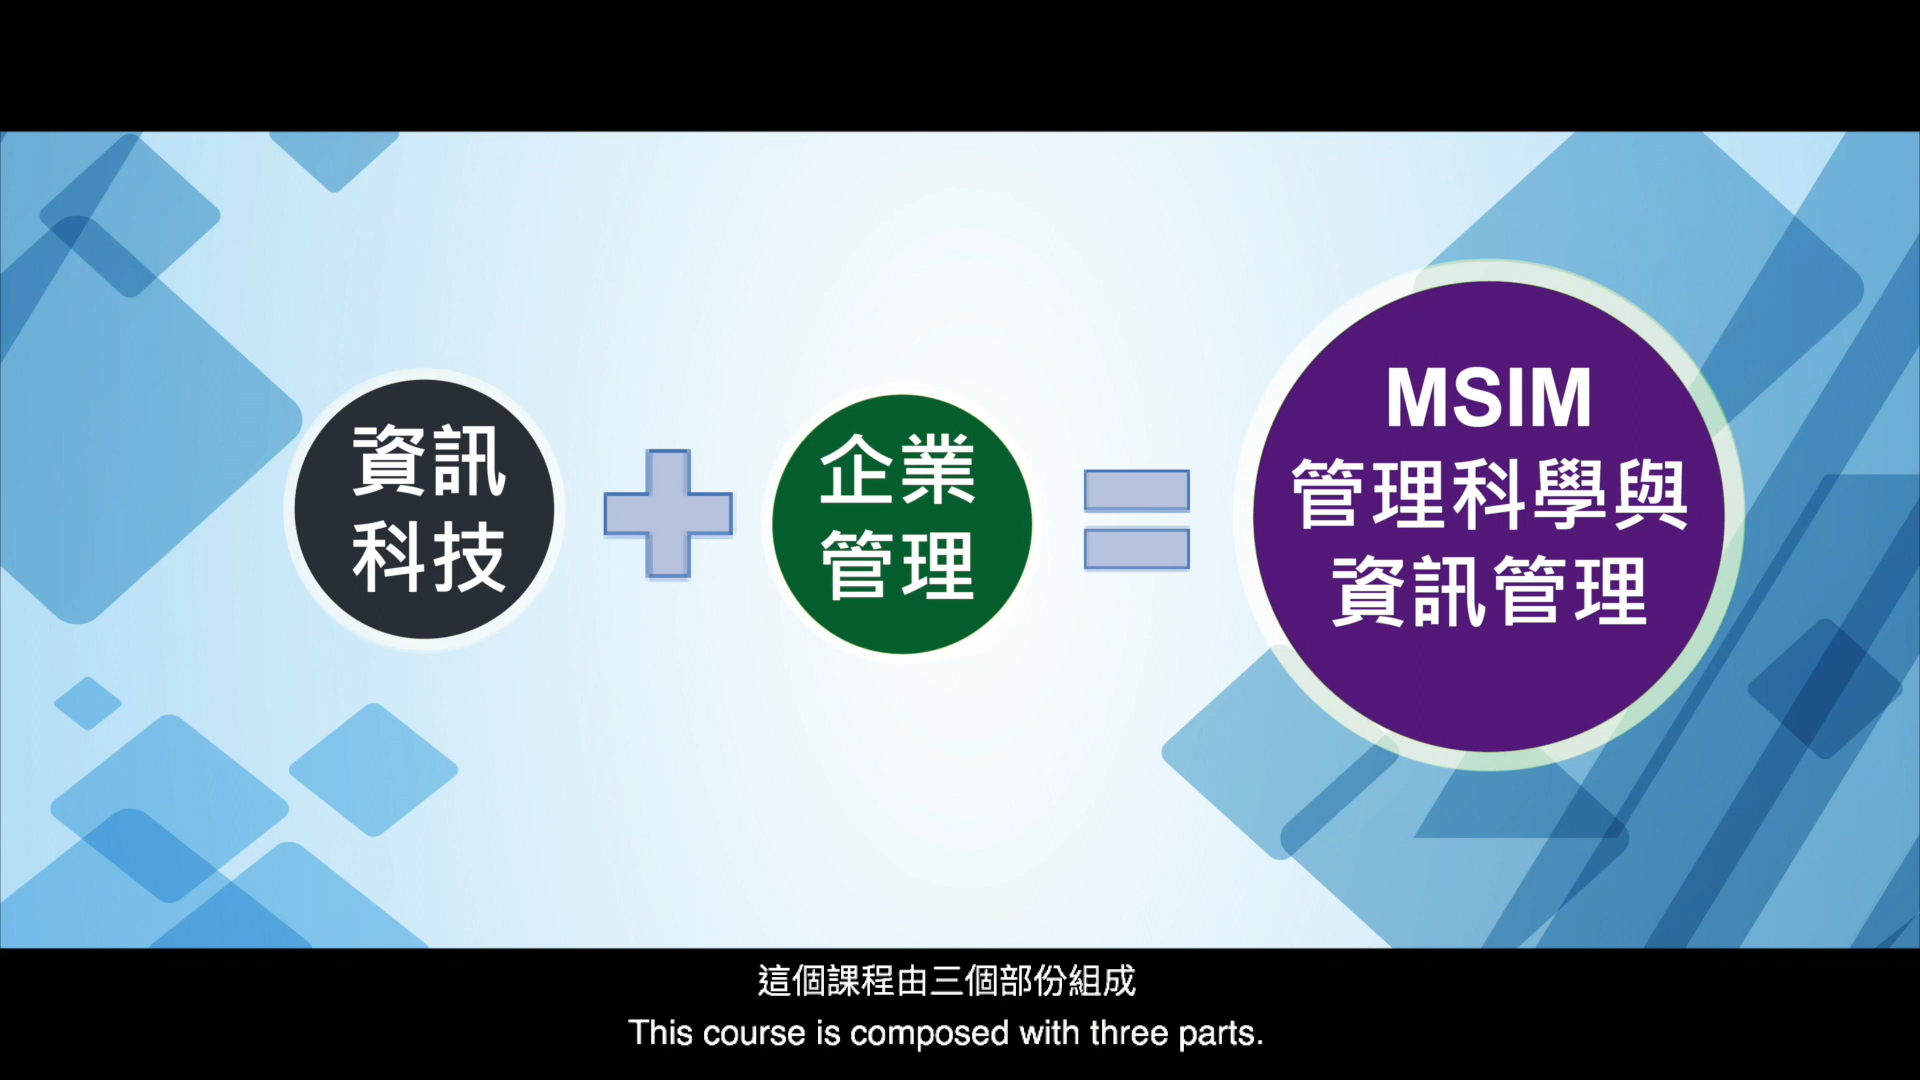 資訊
科技
企業
管理
MSIM
管理科學與
資訊管理
這個課程由三個部份組成
This course is composed with three parts.